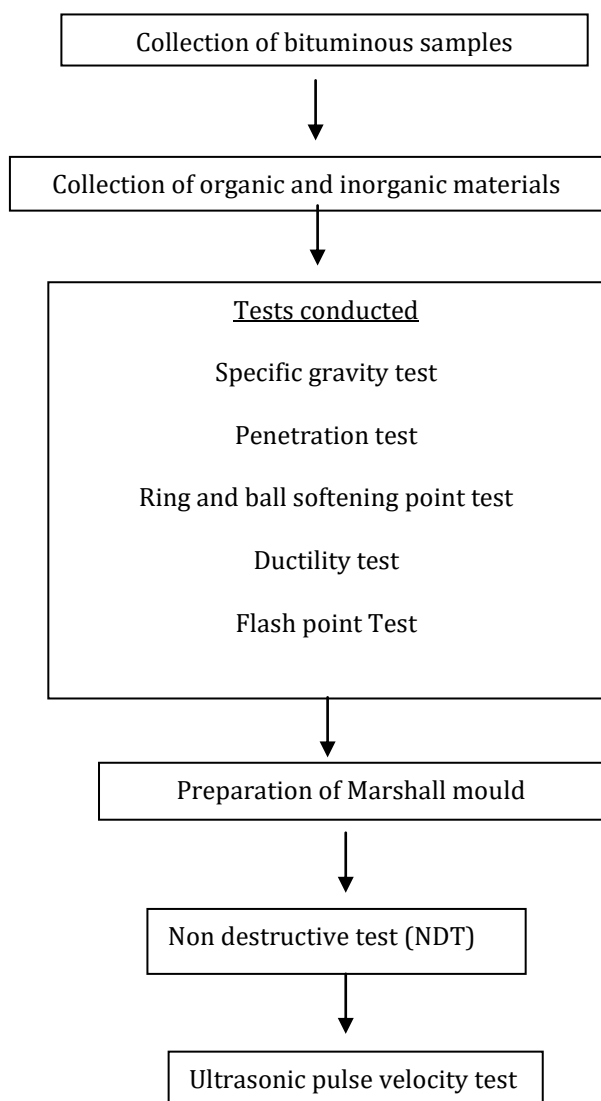 Collection of bituminous samples
Collection of organic and inorganic materials
Tests conducted
Specific gravity test
Penetration test
Ring and ball softening point test
Ductility test
Flash point Test
Preparation of Marshall mould
Non destructive test (NDT)
Ultrasonic pulse velocity test